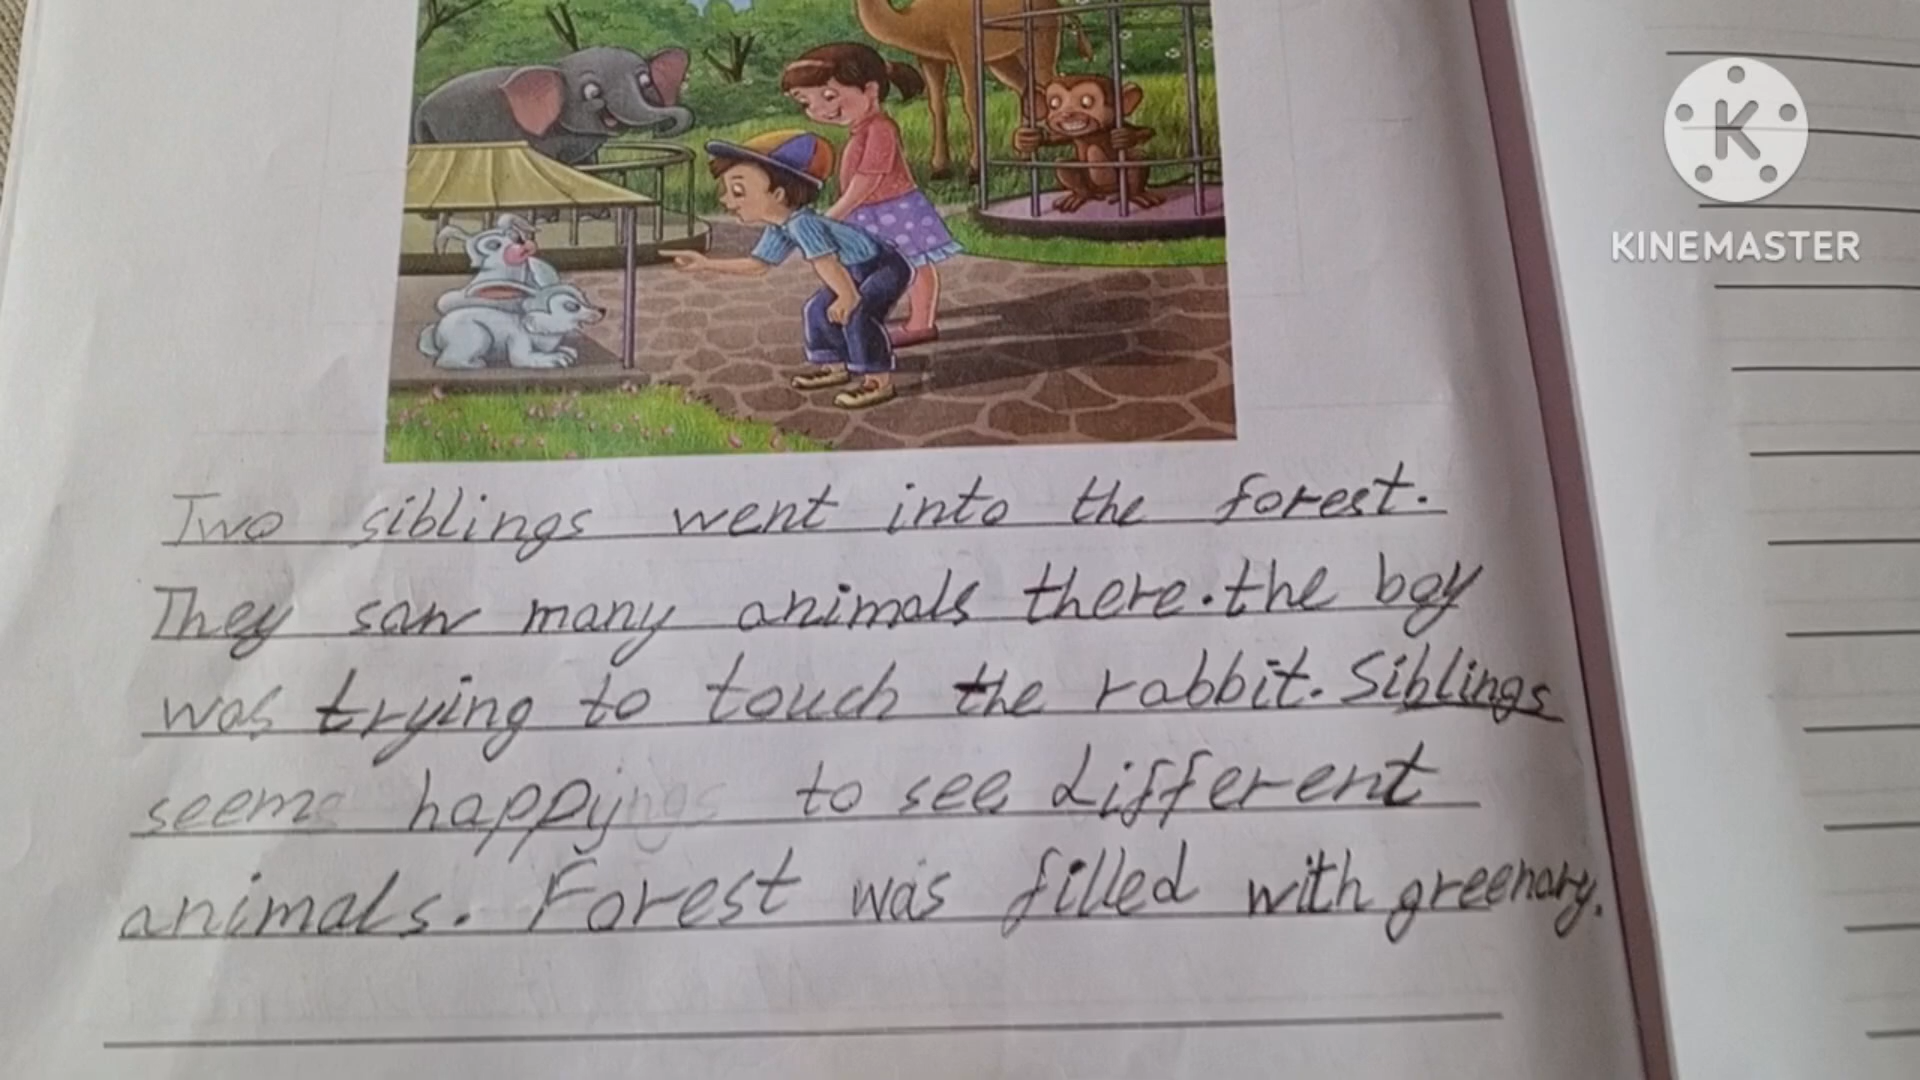 KINEMASTER
Two siblings went into the forest.
They saw many animals there. the boy
was trying to touch the rabbit. Siblings
seems happy to see different
animals. Forest was filled with greenary.